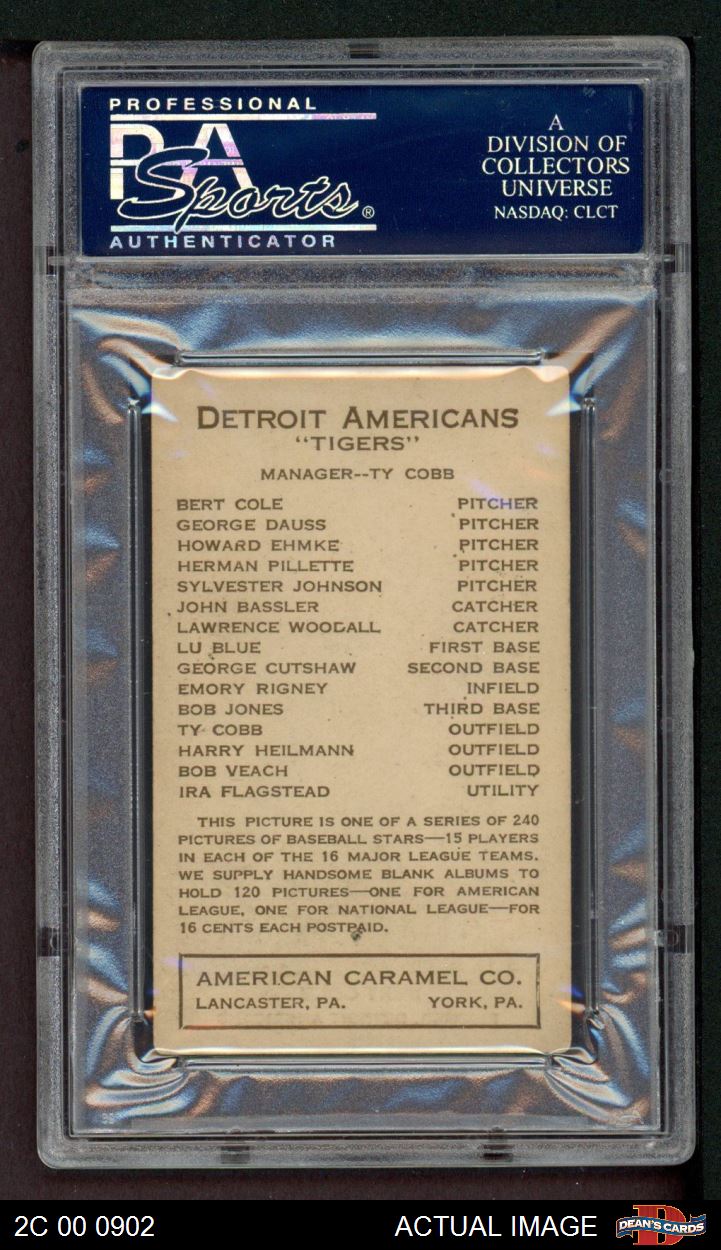 PROFESSIONAL
PSA
Sports®
AUTHENTICATOR
A
DIVISION OF
COLLECTORS
UNIVERSE
NASDAQ: CLCT
DETROIT AMERICANS
"TIGERS"
MANAGER--TY COBB
BERT COLE PITCHER
GEORGE DAUSS PITCHER
HOWARD EHMKE PITCHER
HERMAN PILLETTE PITCHER
SYLVESTER JOHNSON PITCHER
JOHN BASSLER CATCHER
LAWRENCE WOODALL CATCHER
LU BLUE FIRST BASE
GEORGE CUTSHAW SECOND BASE
EMORY RIGNEY INFIELD
BOB JONES THIRD BASE
TY COBB OUTFIELD
HARRY HEILMANN OUTFIELD
BOB VEACH OUTFIELD
IRA FLAGSTEAD UTILITY
THIS PICTURE IS ONE OF A SERIES OF 240
PICTURES OF BASEBALL STARS—15 PLAYERS
IN EACH OF THE 16 MAJOR LEAGUE TEAMS.
WE SUPPLY HANDSOME BLANK ALBUMS TO
HOLD 120 PICTURES—ONE FOR AMERICAN
LEAGUE, ONE FOR NATIONAL LEAGUE—FOR
16 CENTS EACH POSTPAID.
AMERICAN CARAMEL CO.
LANCASTER, PA. YORK, PA.
2C 00 0902 ACTUAL IMAGE DEAN'S CARDS